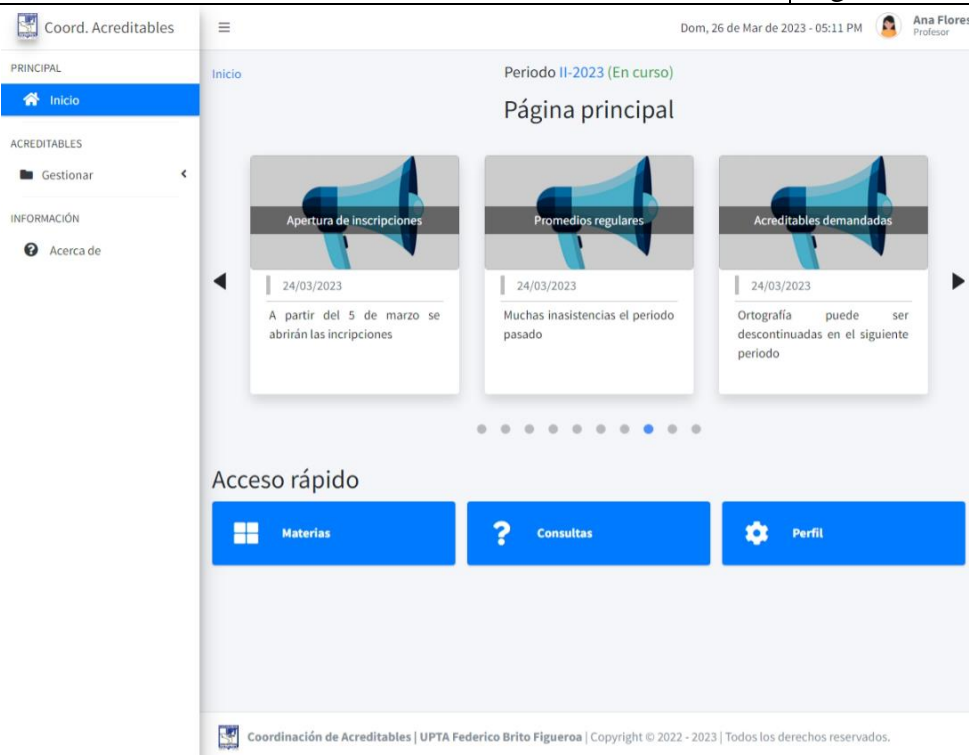 Coord. Acreditables
Dom, 26 de Mar de 2023 - 05:11 PM
Ana Flores
Profesor
PRINCIPAL
Inicio
ACREDITABLES
Gestionar
INFORMACIÓN
Acerca de
Inicio
Periodo II-2023 (En curso)
Página principal
Apertura de inscripciones
24/03/2023
A partir del 5 de marzo se
abrirán las incripciones
Promedios regulares
24/03/2023
Muchas inasistencias el periodo
pasado
Acreditables demandadas
24/03/2023
Ortografía puede ser
descontinuadas en el siguiente
periodo
Acceso rápido
Materias
Consultas
Perfil
Coordinación de Acreditables | UPTA Federico Brito Figueroa | Copyright © 2022 - 2023 | Todos los derechos reservados.